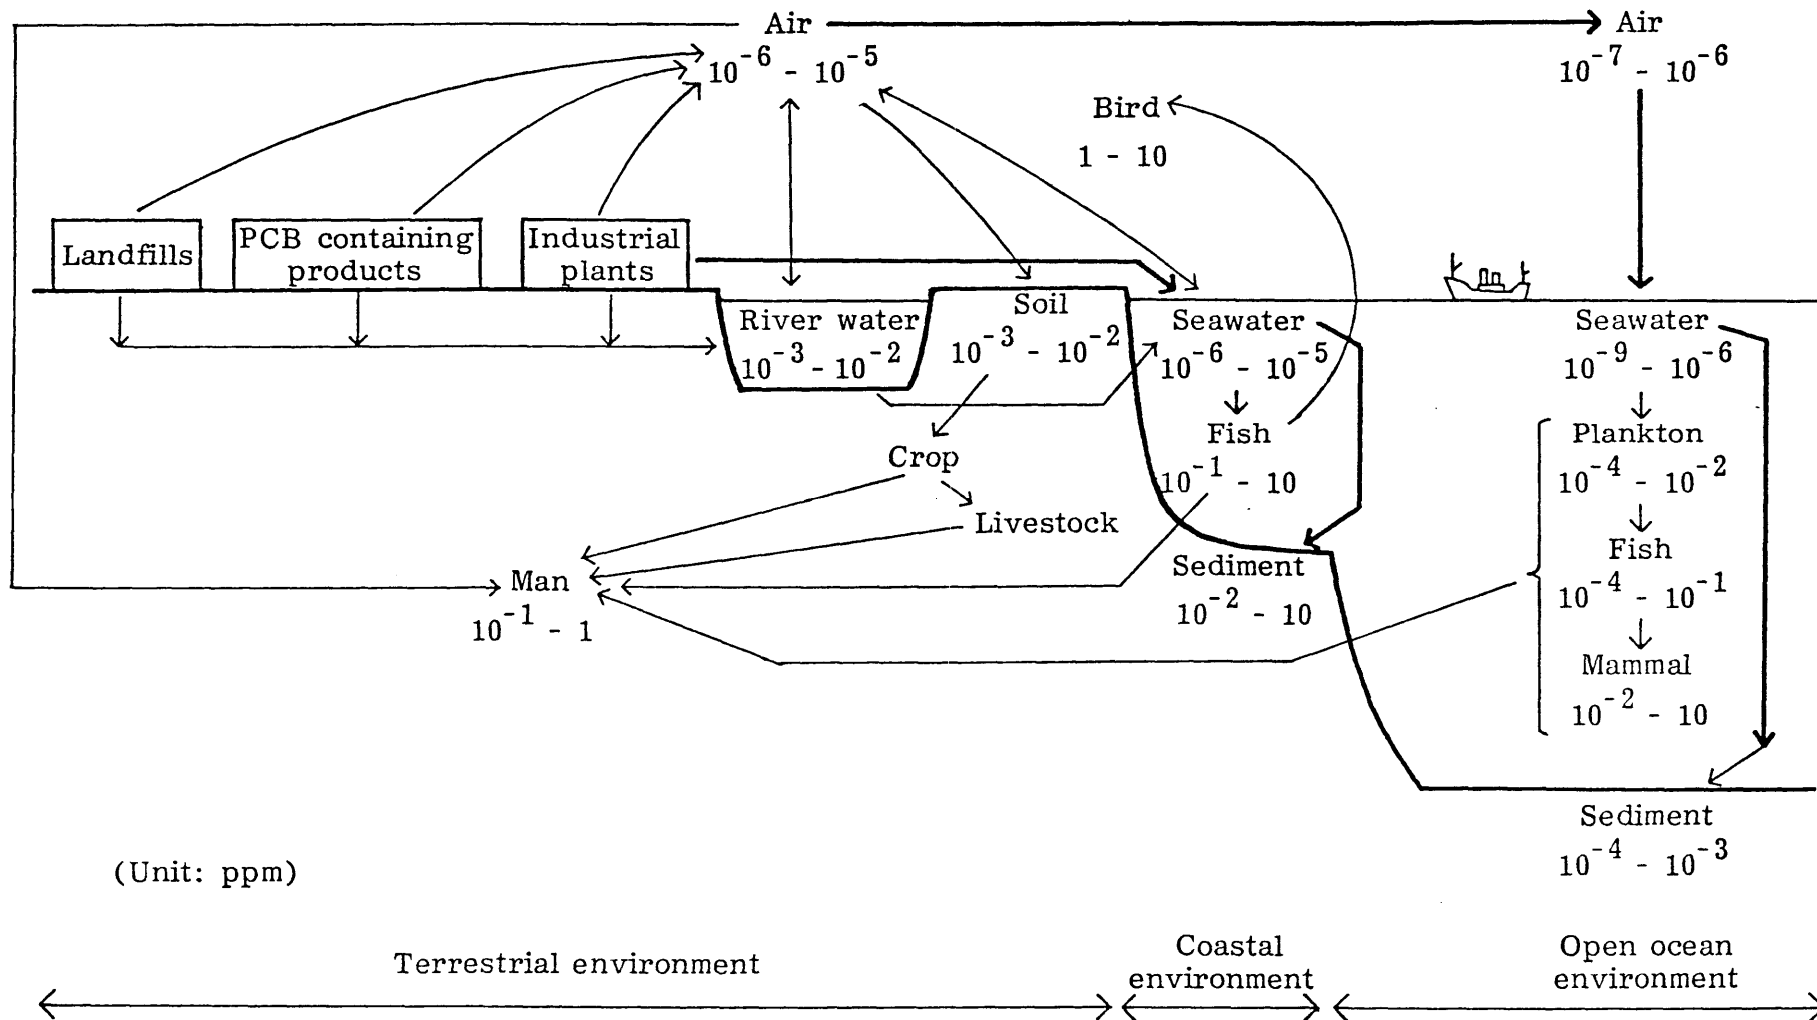 Air
10⁻⁶ - 10⁻⁵
Air
10⁻⁷ - 10⁻⁶
Bird
1 - 10
Landfills
PCB containing
products
Industrial
plants
River water
10⁻³ - 10⁻²
Soil
10⁻³ - 10⁻²
Seawater
10⁻⁶ - 10⁻⁵
Fish
10⁻¹ - 10
Seawater
10⁻⁹ - 10⁻⁶
Plankton
10⁻⁴ - 10⁻²
Fish
10⁻⁴ - 10⁻¹
Mammal
10⁻² - 10
Crop
Livestock
Man
10⁻¹ - 1
Sediment
10⁻² - 10
Sediment
10⁻⁴ - 10⁻³
(Unit: ppm)
Terrestrial environment
Coastal
environment
Open ocean
environment